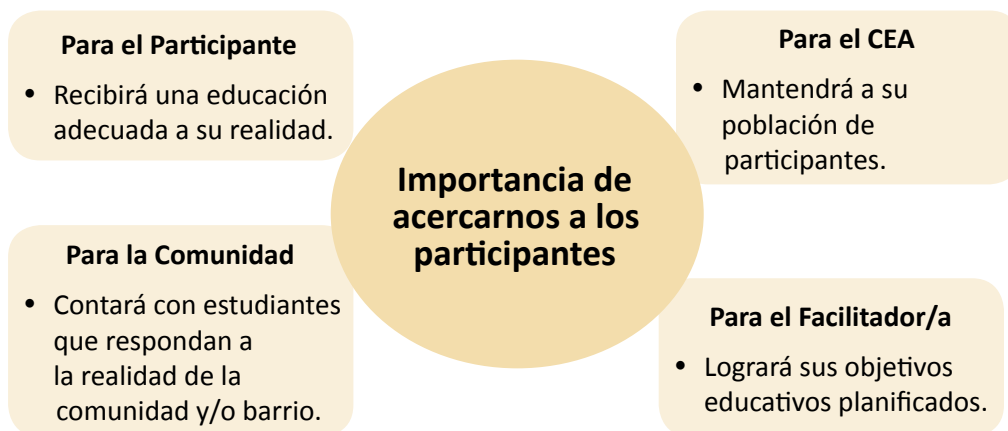 Para el Participante
• Recibirá una educación
adecuada a su realidad.
Para el CEA
• Mantendrá a su
población de
participantes.
Importancia de
acercarnos a los
participantes
Para la Comunidad
• Contará con estudiantes
que respondan a
la realidad de la
comunidad y/o barrio.
Para el Facilitador/a
• Logrará sus objetivos
educativos planificados.